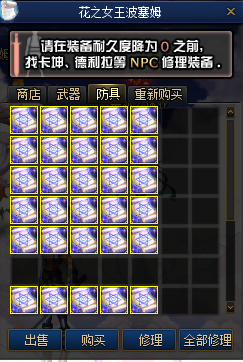 花之女王波塞姆
请在装备耐久度降为 0 之前，
找卡坤、德利拉等 NPC 修理装备．
商店 武器 防具 重新购买
出售 购买 修理 全部修理